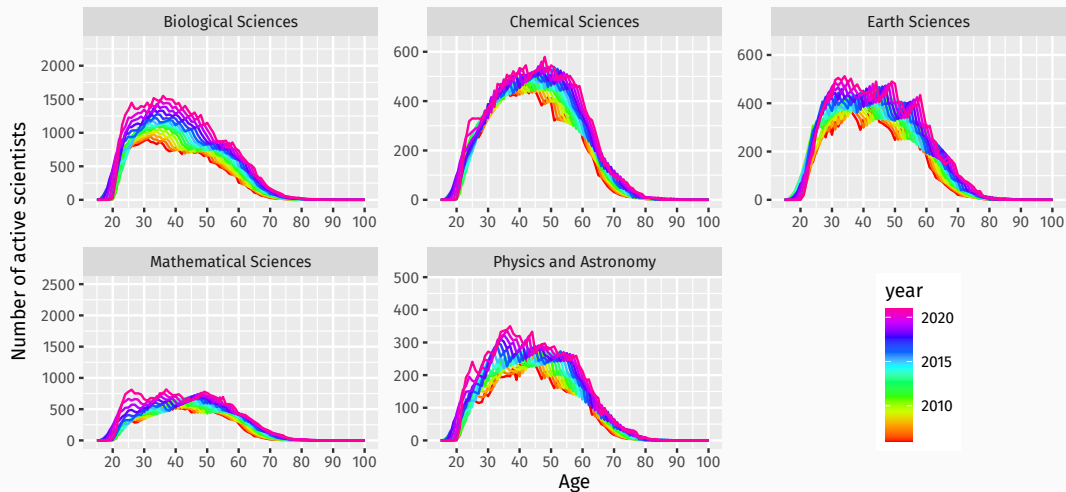 Biological Sciences
Chemical Sciences
Earth Sciences
2000
1500
1000
500
0
600
400
200
0
600
400
200
0
20 30 40 50 60 70 80 90 100
20 30 40 50 60 70 80 90 100
20 30 40 50 60 70 80 90 100
Number of active scientists
Mathematical Sciences
Physics and Astronomy
2500
2000
1500
1000
500
0
500
400
300
200
100
0
20 30 40 50 60 70 80 90 100
20 30 40 50 60 70 80 90 100
Age
year
2020
2015
2010